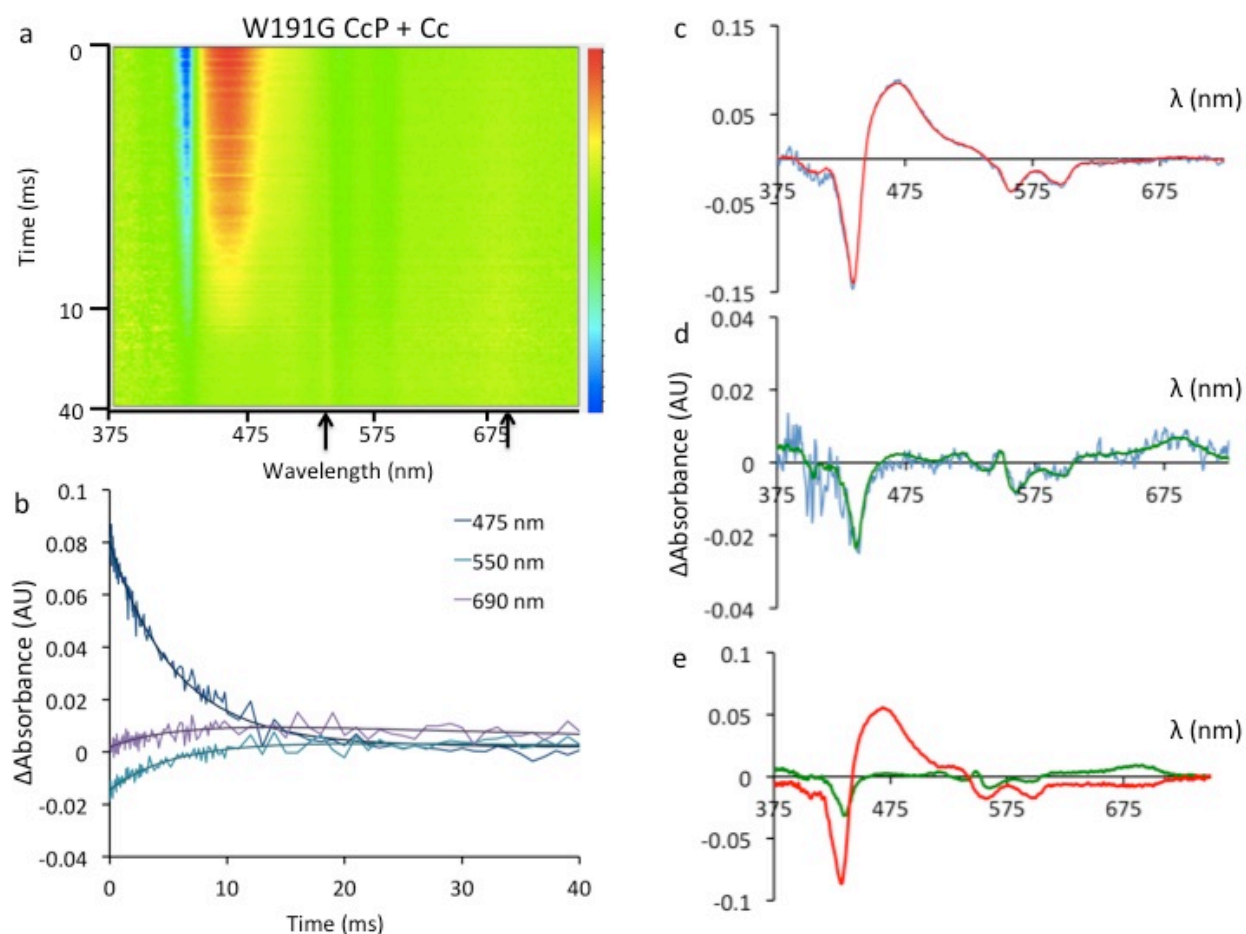 W191G CcP + Cc
a
0
10
40
Time (ms)
375
475
575
675
Wavelength (nm)
b
0.1
0.08
0.06
0.04
0.02
0
-0.02
-0.04
ΔAbsorbance (AU)
475 nm
550 nm
690 nm
0
10
20
30
40
Time (ms)
c
0.15
0.05
-0.05
-0.15
λ (nm)
375
475
575
675
d
0.04
0.02
0
-0.02
-0.04
ΔAbsorbance (AU)
λ (nm)
375
475
575
675
e
0.1
0.05
0
-0.05
-0.1
λ (nm)
375
475
575
675